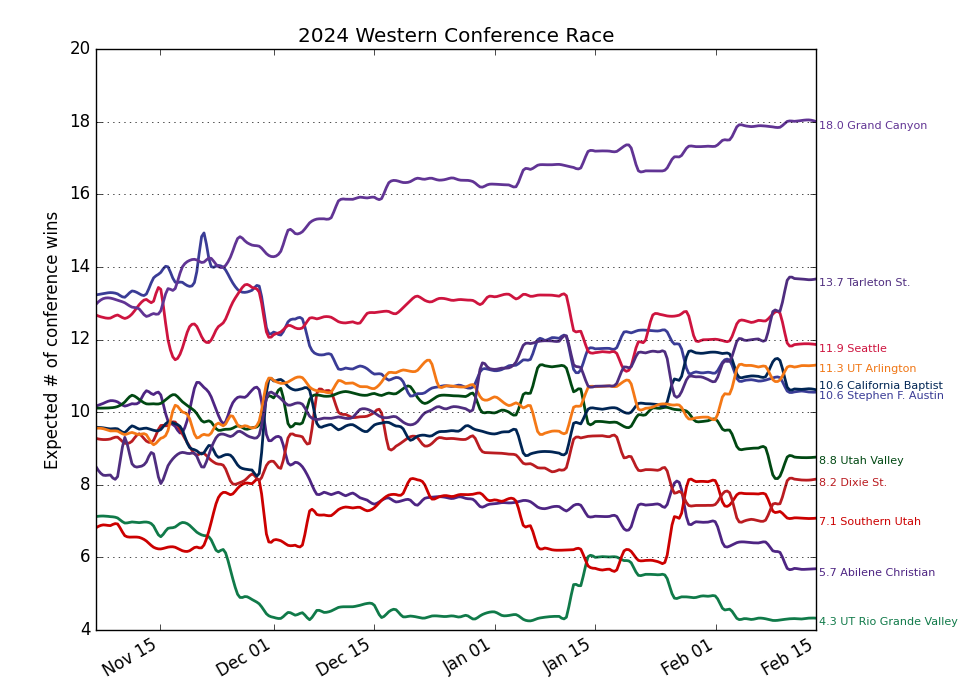 2024 Western Conference Race
Expected # of conference wins
20
18
16
14
12
10
8
6
4
Nov 15
Dec 01
Dec 15
Jan 01
Jan 15
Feb 01
Feb 15
18.0 Grand Canyon
13.7 Tarleton St.
11.9 Seattle
11.3 UT Arlington
10.6 California Baptist
10.6 Stephen F. Austin
8.8 Utah Valley
8.2 Dixie St.
7.1 Southern Utah
5.7 Abilene Christian
4.3 UT Rio Grande Valley